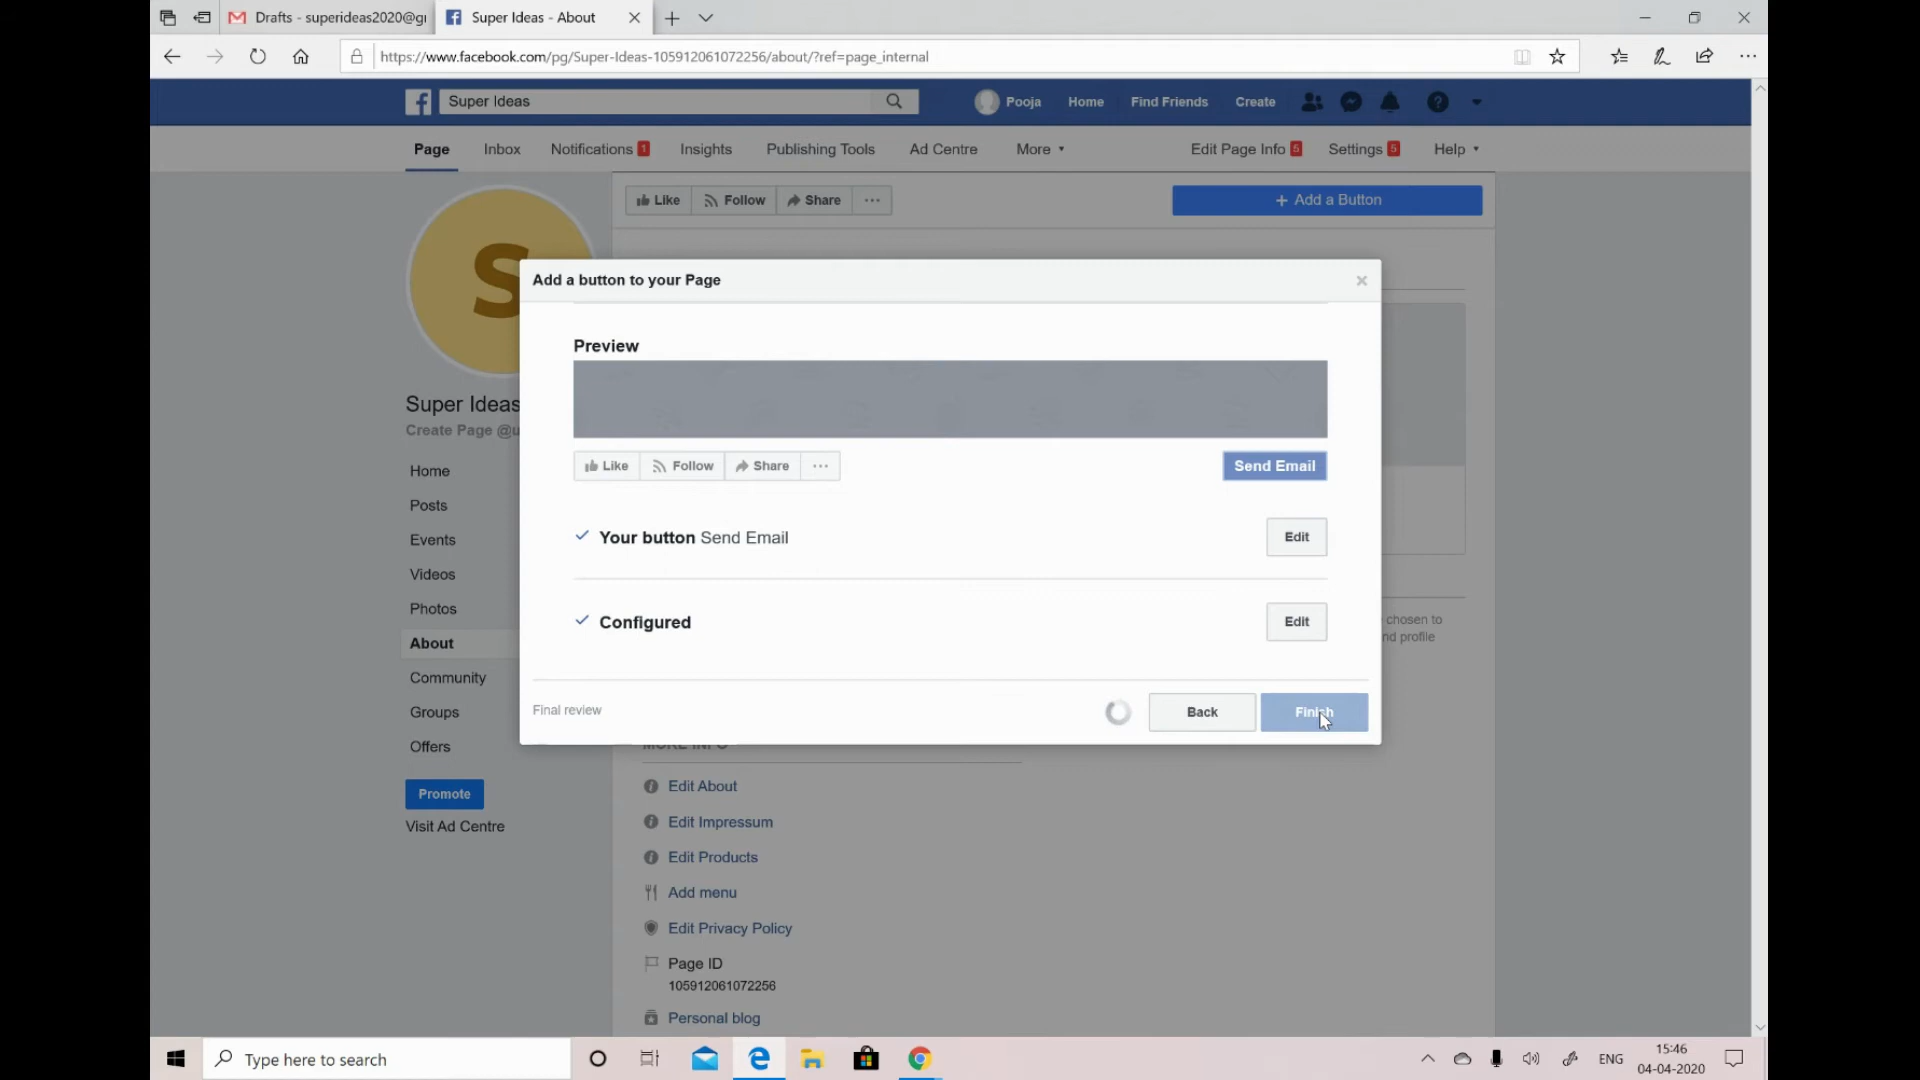 Drafts - superideas2020@g
Super Ideas - About
https://www.facebook.com/pg/Super-Ideas-105912061072256/about/?ref=page_internal
Super Ideas
Pooja
Home
Find Friends
Create
Page
Inbox
Notifications 1
Insights
Publishing Tools
Ad Centre
More
Edit Page Info 5
Settings 5
Help
Like
Follow
Share
+ Add a Button
S
Add a button to your Page
Preview
Like
Follow
Share
Send Email
Your button Send Email
Edit
Configured
Edit
Final review
Back
Finish
Super Ideas
Create Page @u
Home
Posts
Events
Videos
Photos
About
Community
Groups
Offers
Promote
Visit Ad Centre
chosen to
nd profile
MORE INFO
Edit About
Edit Impressum
Edit Products
Add menu
Edit Privacy Policy
Page ID
105912061072256
Personal blog
Type here to search
ENG
15:46
04-04-2020